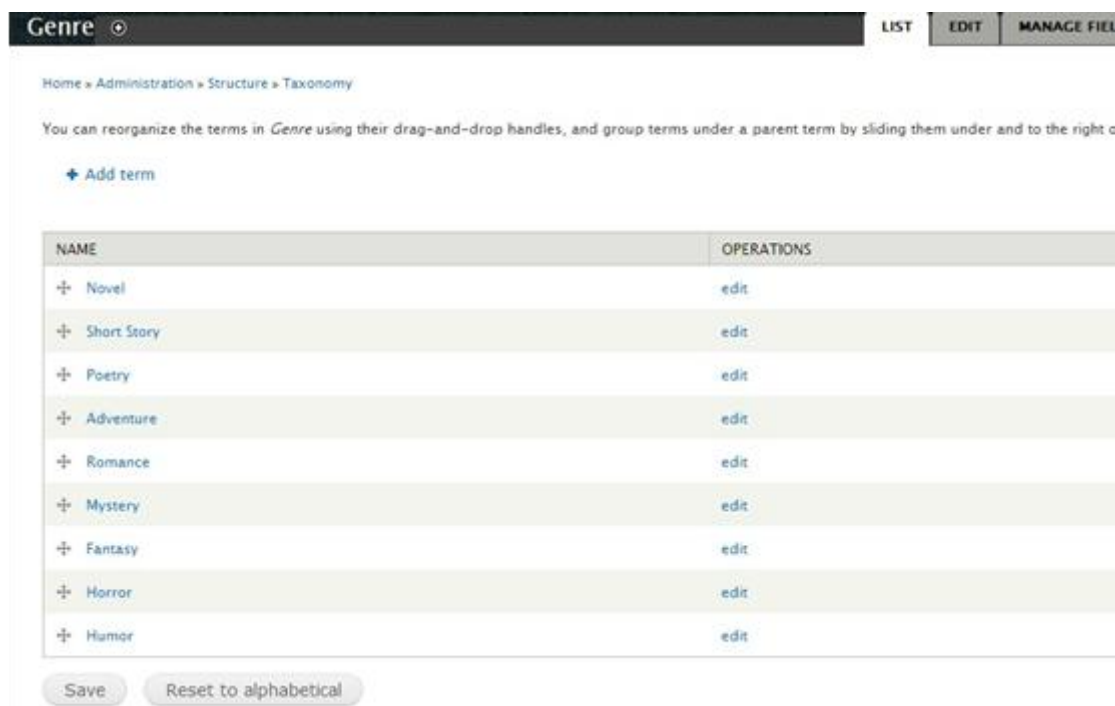 Genre
LIST EDIT MANAGE FIEL
Home » Administration » Structure » Taxonomy
You can reorganize the terms in Genre using their drag-and-drop handles, and group terms under a parent term by sliding them under and to the right o
+ Add term
NAME OPERATIONS
Novel edit
Short Story edit
Poetry edit
Adventure edit
Romance edit
Mystery edit
Fantasy edit
Horror edit
Humor edit
Save Reset to alphabetical